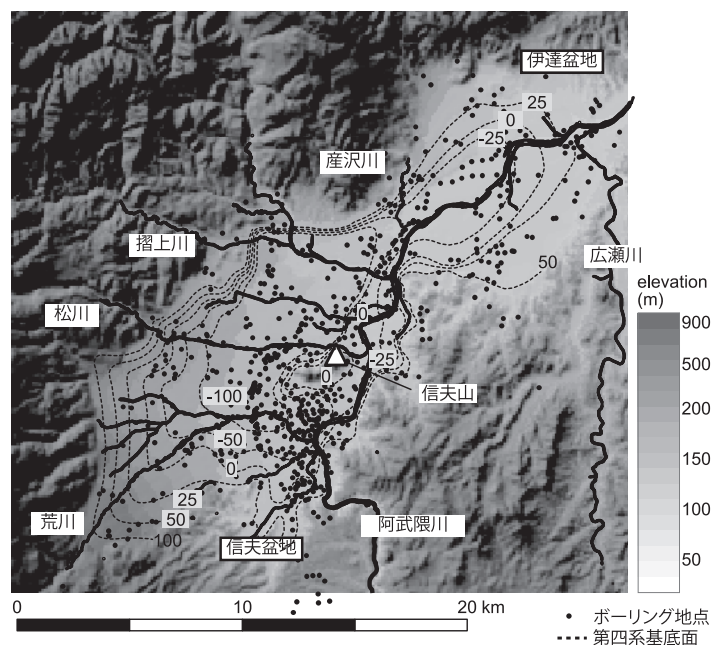 伊達盆地
25
0
-25
産沢川
摺上川
50
広瀬川
elevation
(m)
松川
0
900
-25
0
500
信夫山
-100
200
-50
150
0
100
25
荒川
50
阿武隈川
50
100
信夫盆地
0
10
20 km
ボーリング地点
第四系基底面